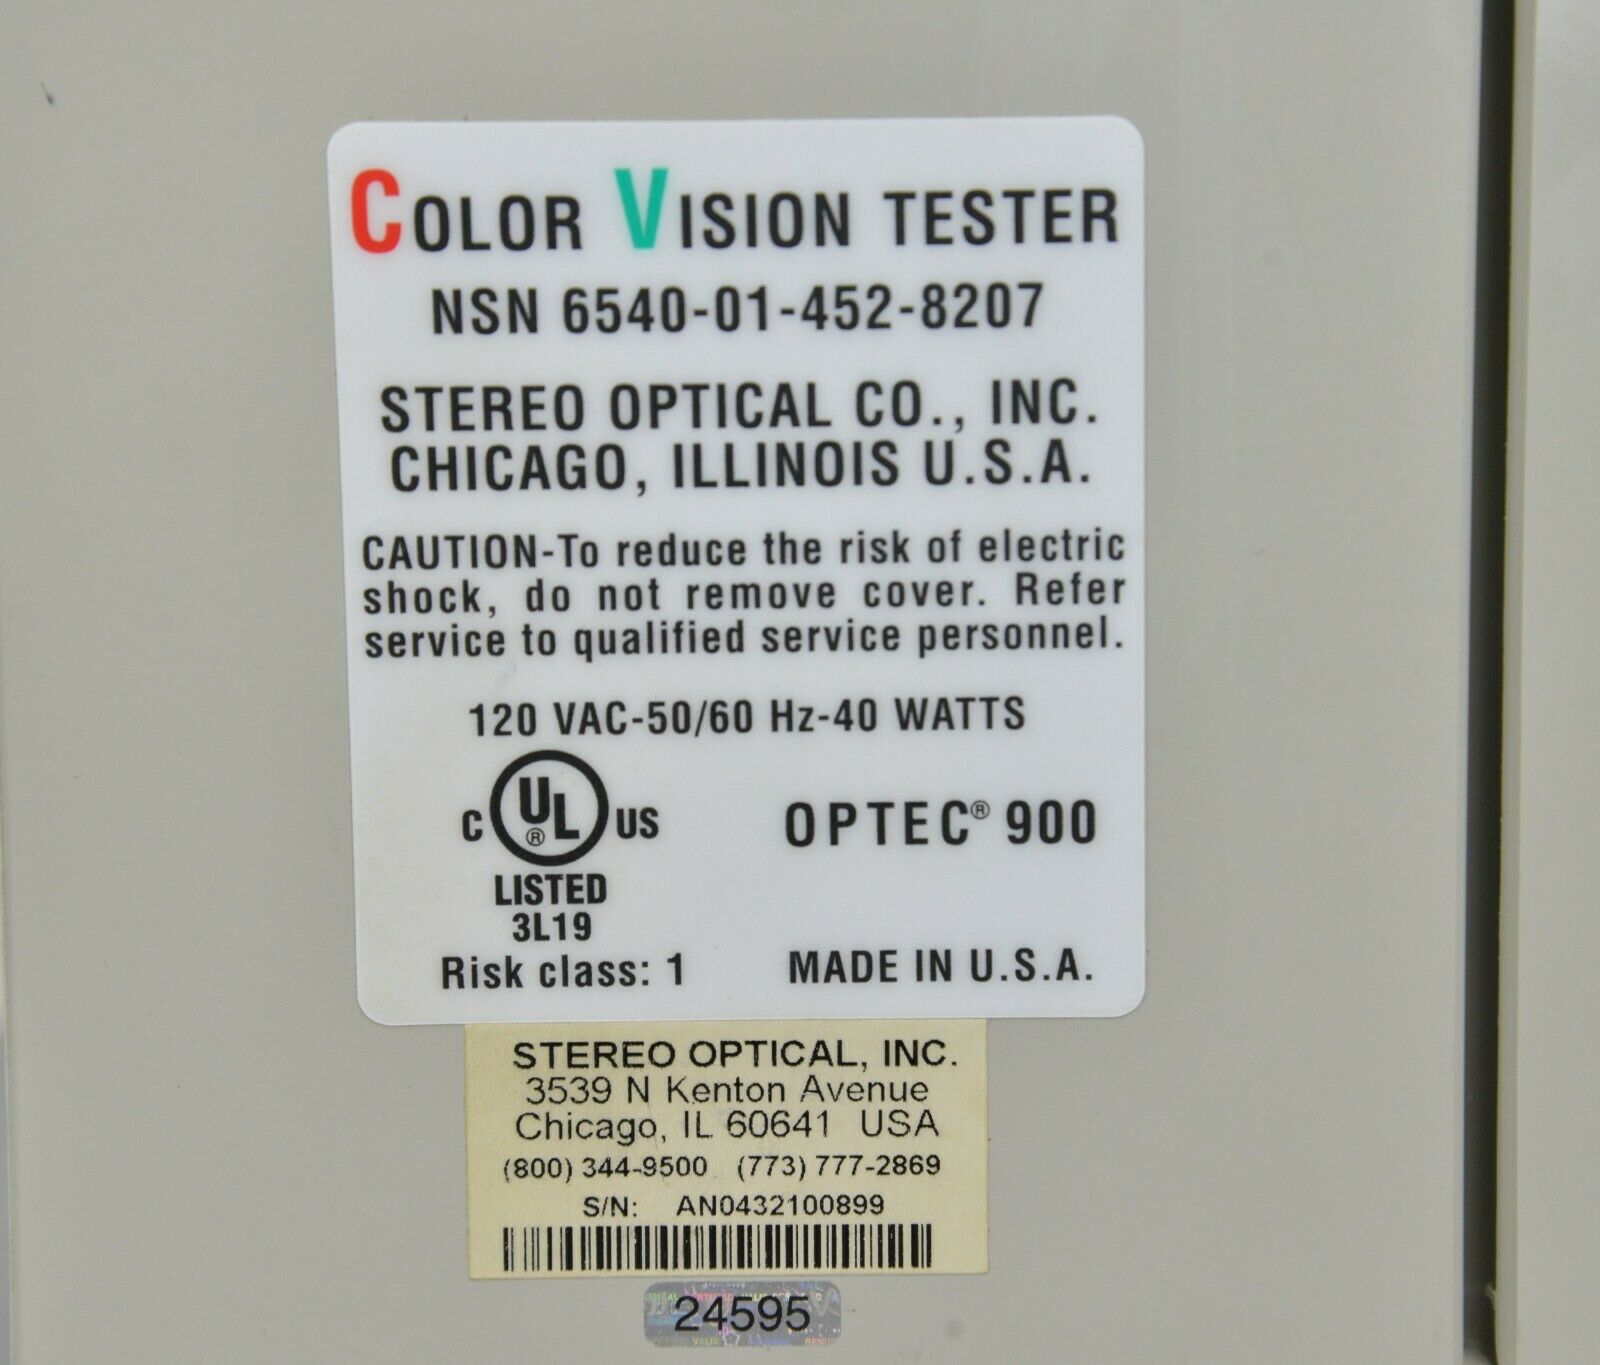 COLOR VISION TESTER
NSN 6540-01-452-8207
STEREO OPTICAL CO., INC.
CHICAGO, ILLINOIS U.S.A.
CAUTION-To reduce the risk of electric
shock, do not remove cover. Refer
service to qualified service personnel.
120 VAC-50/60 Hz-40 WATTS
C UL® US
OPTEC® 900
LISTED
3L19
Risk class: 1
MADE IN U.S.A.
STEREO OPTICAL, INC.
3539 N Kenton Avenue
Chicago, IL 60641 USA
(800) 344-9500 (773) 777-2869
S/N: AN0432100899
24595